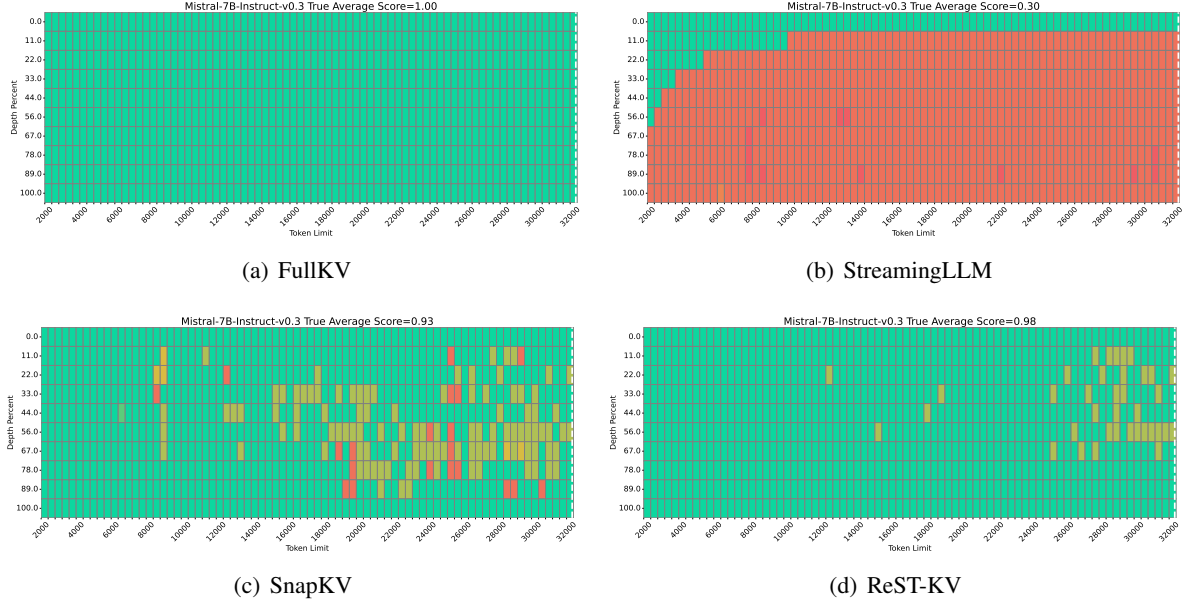 Mistral-7B-Instruct-v0.3 True Average Score=1.00
Depth Percent
0.0
11.0
22.0
33.0
44.0
56.0
67.0
78.0
89.0
100.0
2000 4000 6000 8000 10000 12000 14000 16000 18000 20000 22000 24000 26000 28000 30000 32000
Token Limit
(a) FullKV
Mistral-7B-Instruct-v0.3 True Average Score=0.30
Depth Percent
0.0
11.0
22.0
33.0
44.0
56.0
67.0
78.0
89.0
100.0
2000 4000 6000 8000 10000 12000 14000 16000 18000 20000 22000 24000 26000 28000 30000 32000
Token Limit
(b) StreamingLLM
Mistral-7B-Instruct-v0.3 True Average Score=0.93
Depth Percent
0.0
11.0
22.0
33.0
44.0
56.0
67.0
78.0
89.0
100.0
2000 4000 6000 8000 10000 12000 14000 16000 18000 20000 22000 24000 26000 28000 30000 32000
Token Limit
(c) SnapKV
Mistral-7B-Instruct-v0.3 True Average Score=0.98
Depth Percent
0.0
11.0
22.0
33.0
44.0
56.0
67.0
78.0
89.0
100.0
2000 4000 6000 8000 10000 12000 14000 16000 18000 20000 22000 24000 26000 28000 30000 32000
Token Limit
(d) ReST-KV